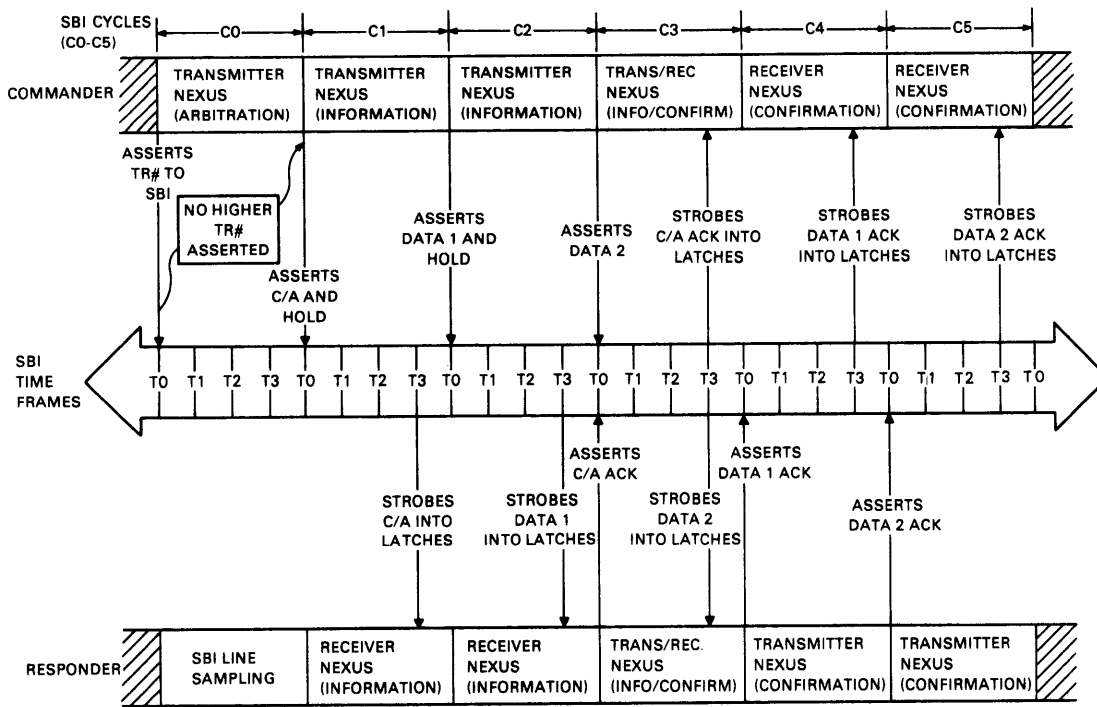 SBI CYCLES
(C0-C5)
C0
C1
C2
C3
C4
C5
COMMANDER
TRANSMITTER
NEXUS
(ARBITRATION)
TRANSMITTER
NEXUS
(INFORMATION)
TRANSMITTER
NEXUS
(INFORMATION)
TRANS/REC
NEXUS
(INFO/CONFIRM)
RECEIVER
NEXUS
(CONFIRMATION)
RECEIVER
NEXUS
(CONFIRMATION)
ASSERTS
TR# TO
SBI
NO HIGHER
TR#
ASSERTED
ASSERTS
C/A AND
HOLD
ASSERTS
DATA 1 AND
HOLD
ASSERTS
DATA 2
STROBES
C/A ACK INTO
LATCHES
STROBES
DATA 1 ACK
INTO LATCHES
STROBES
DATA 2 ACK
INTO LATCHES
SBI
TIME
FRAMES
T0 T1 T2 T3 T0 T1 T2 T3 T0 T1 T2 T3 T0 T1 T2 T3 T0 T1 T2 T3 T0 T1 T2 T3 T0
STROBES
C/A INTO
LATCHES
STROBES
DATA 1
INTO LATCHES
ASSERTS
C/A ACK
STROBES
DATA 2
INTO LATCHES
ASSERTS
DATA 1 ACK
ASSERTS
DATA 2 ACK
RESPONDER
SBI LINE
SAMPLING
RECEIVER
NEXUS
(INFORMATION)
RECEIVER
NEXUS
(INFORMATION)
TRANS/REC.
NEXUS
(INFO/CONFIRM)
TRANSMITTER
NEXUS
(CONFIRMATION)
TRANSMITTER
NEXUS
(CONFIRMATION)